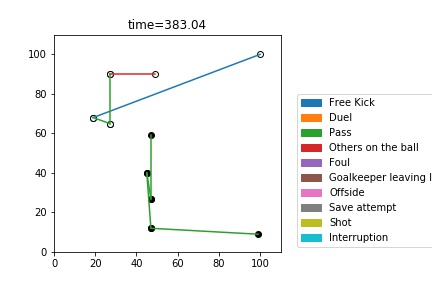 time=383.04
100
80
60
40
20
0
0 20 40 60 80 100
Free Kick
Duel
Pass
Others on the ball
Foul
Goalkeeper leaving l
Offside
Save attempt
Shot
Interruption